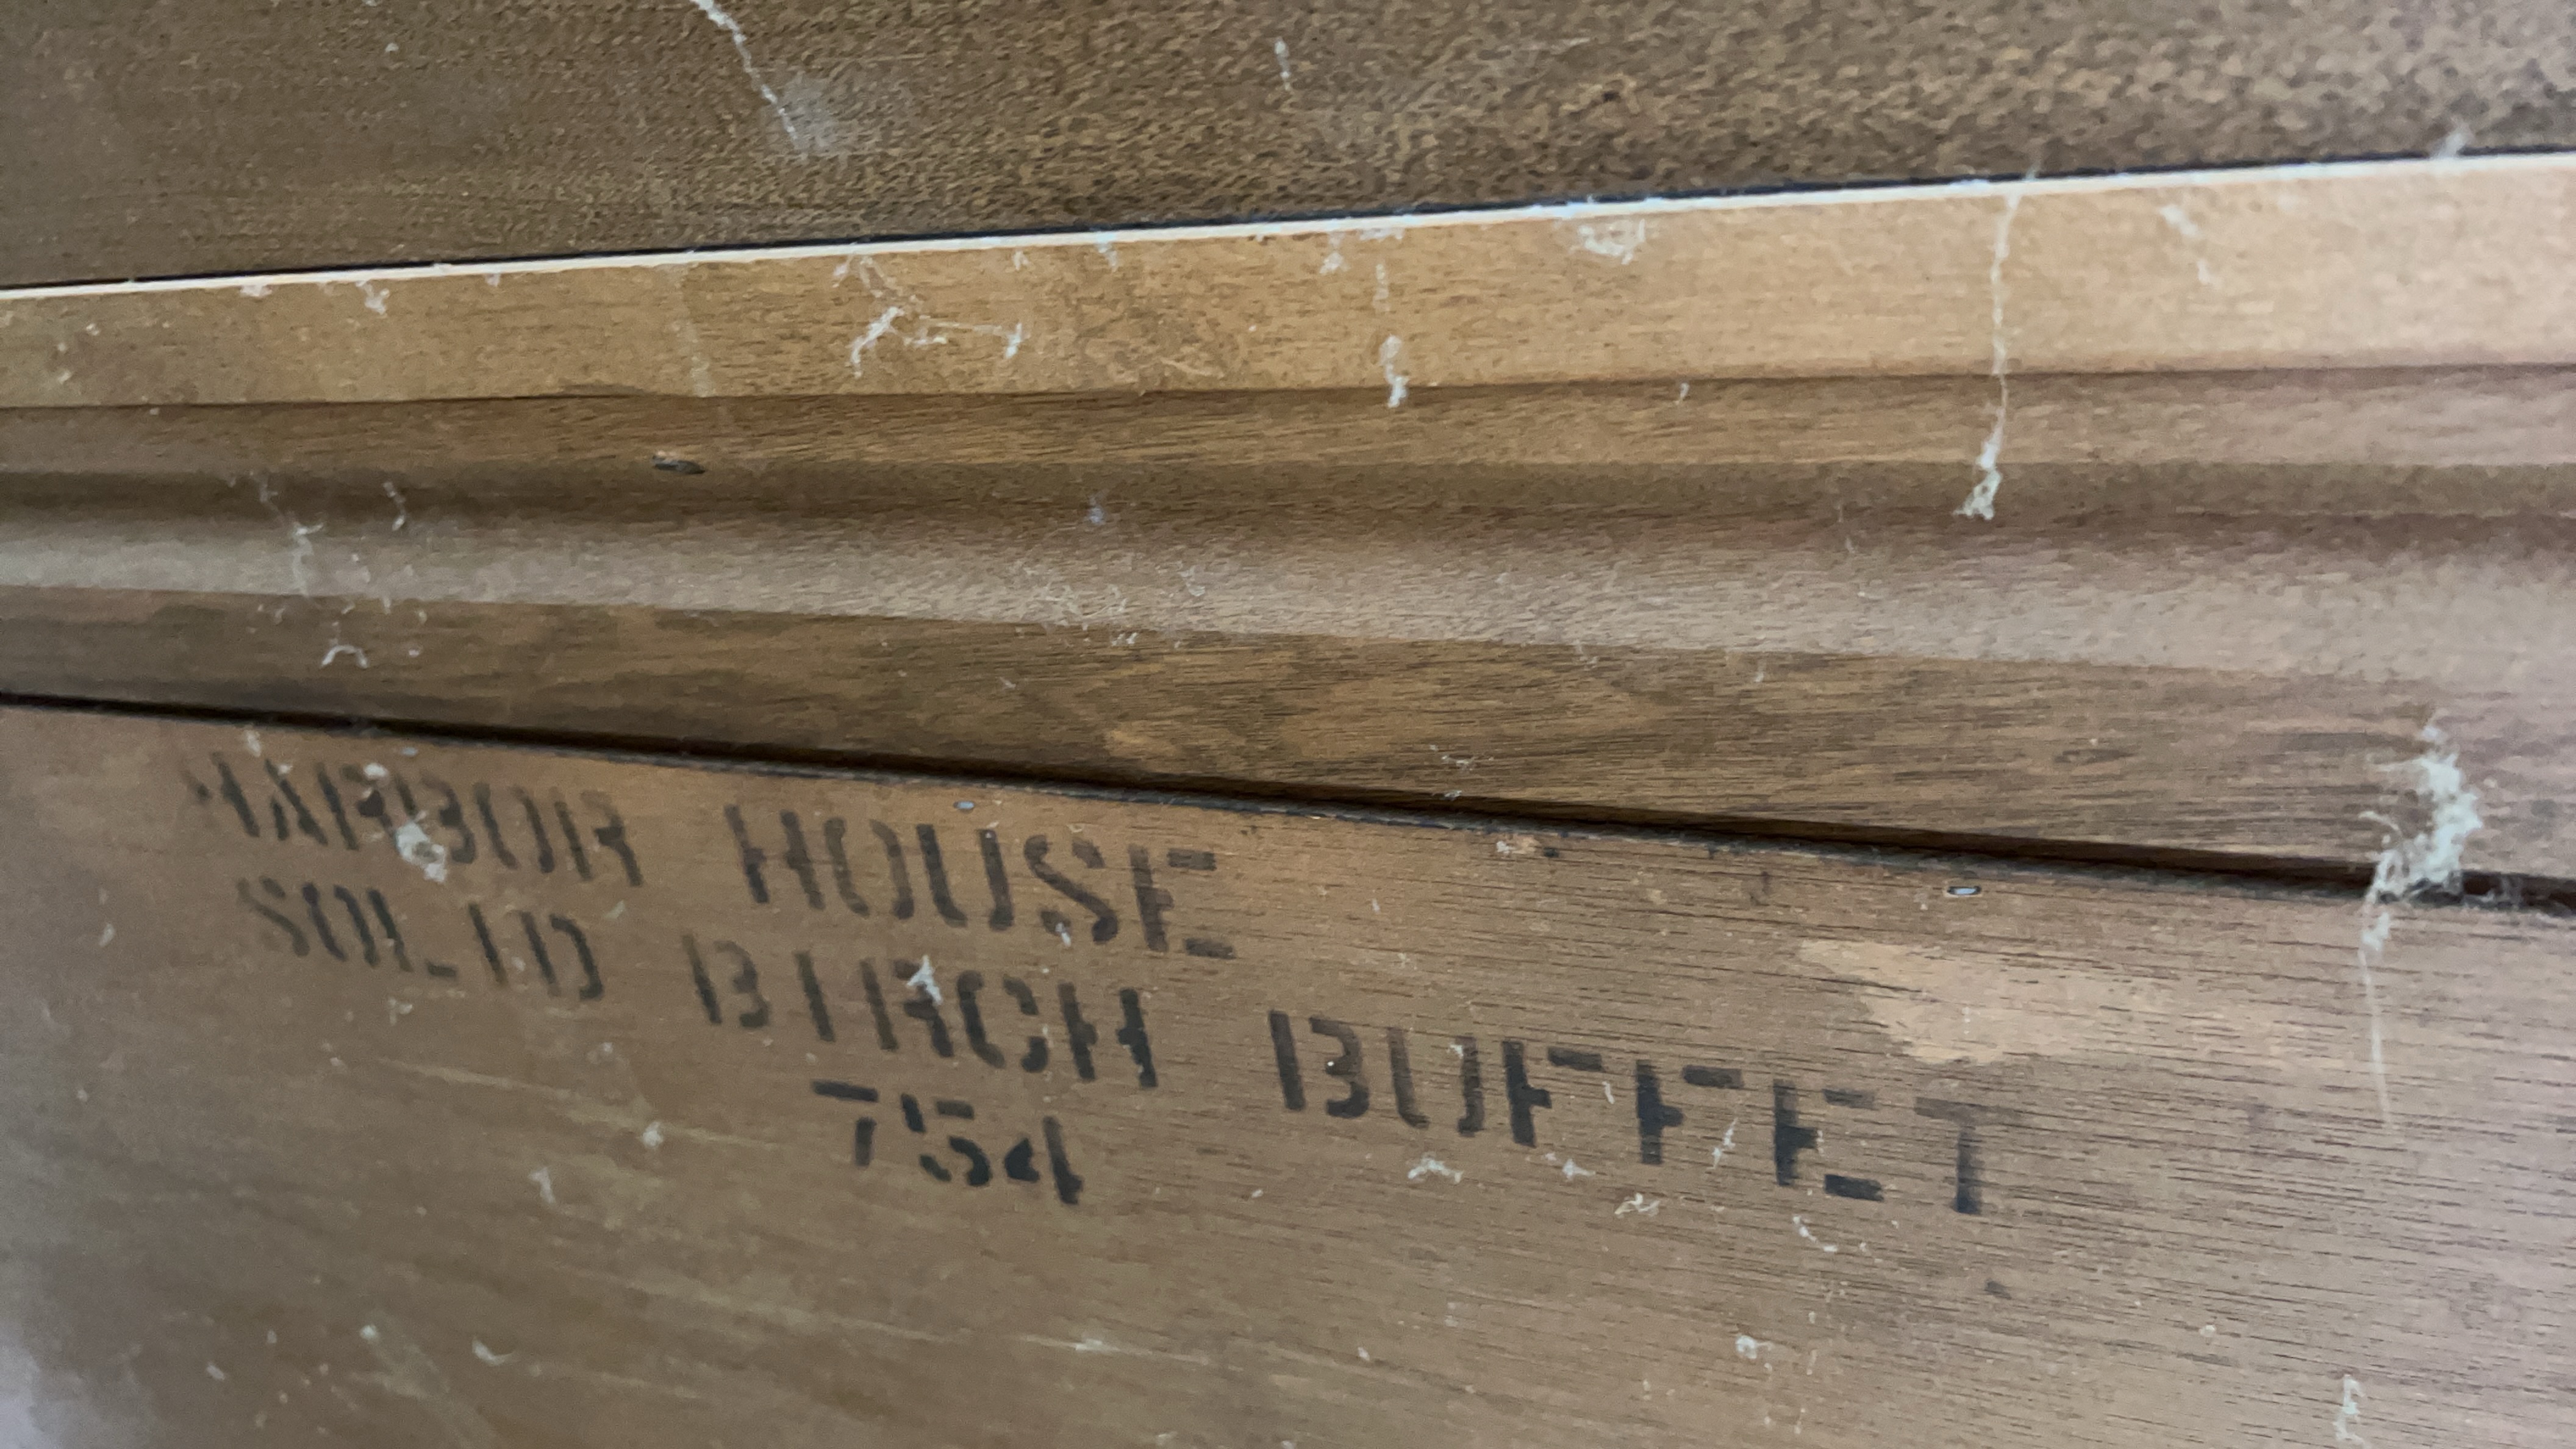 HARBOR HOUSE
SOLID BIRCH BUFFET
754